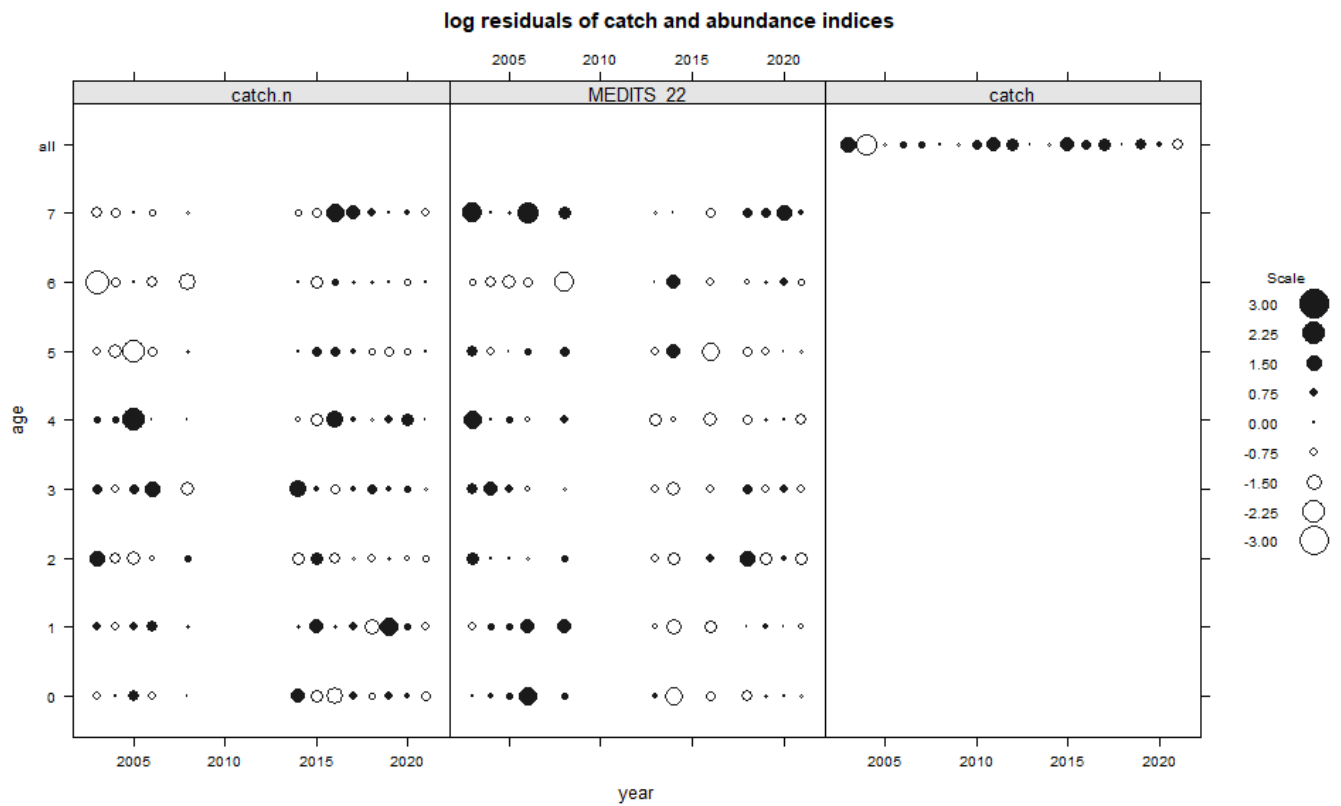 log residuals of catch and abundance indices
2005 2010 2015 2020
catch.n MEDITS_22 catch
all
7
6
5
4
3
2
1
0
age
2005 2010 2015 2020 2005 2010 2015 2020
year
Scale
3.00
2.25
1.50
0.75
0.00
-0.75
-1.50
-2.25
-3.00